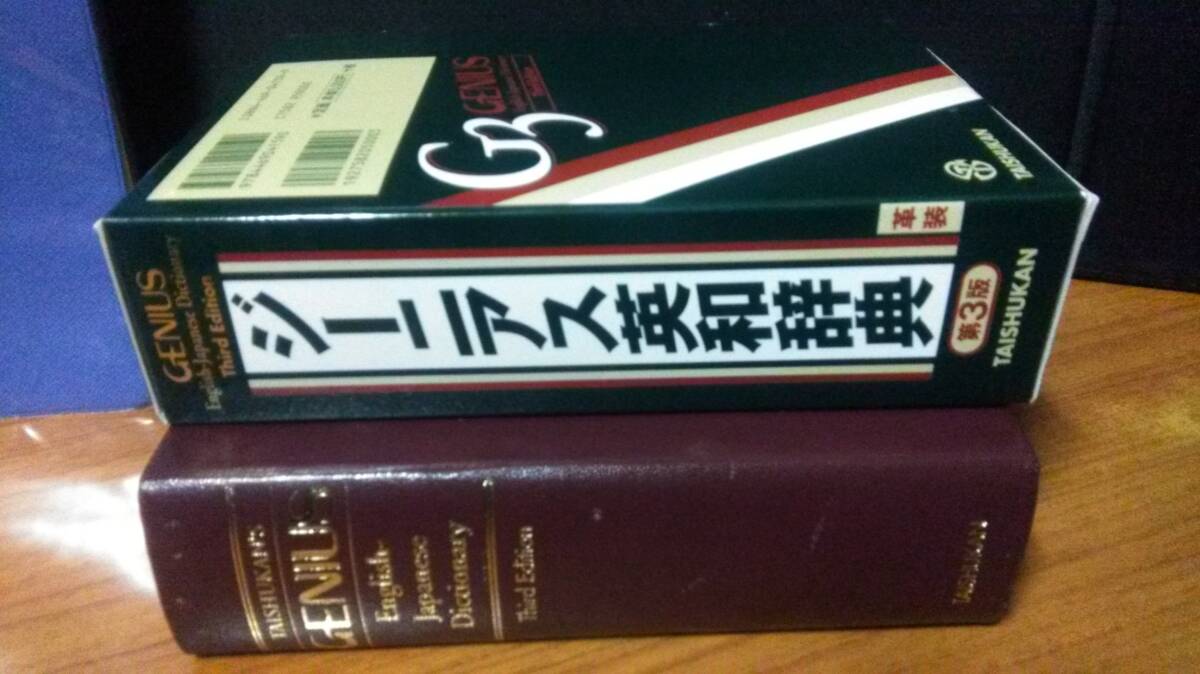 GENIUS
G3
TAISHUKAN
GENIUS
English-Japanese Dictionary
Third Edition
ジーニアス英和辞典
革装
第3版
TAISHUKAN
TAISHUKAN'S
GENIUS
English-
Japanese
Dictionary
Third Edition
TAISHUKAN